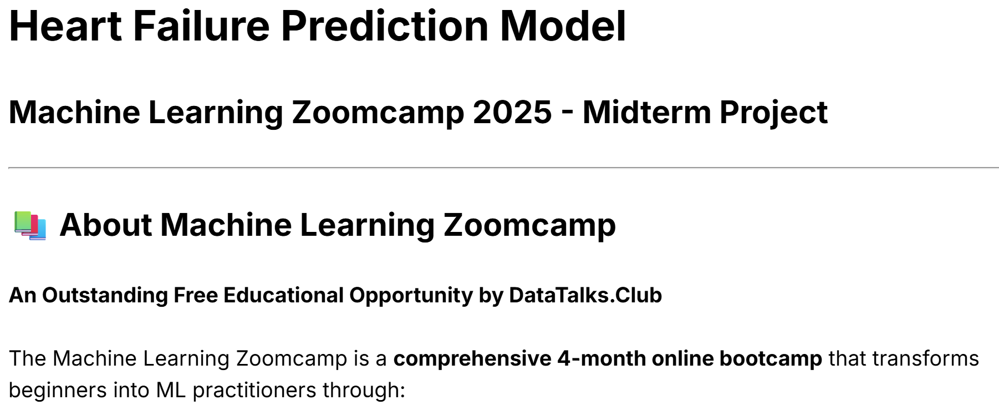 Heart Failure Prediction Model
Machine Learning Zoomcamp 2025 - Midterm Project
About Machine Learning Zoomcamp
An Outstanding Free Educational Opportunity by DataTalks.Club
The Machine Learning Zoomcamp is a comprehensive 4-month online bootcamp that transforms
beginners into ML practitioners through: